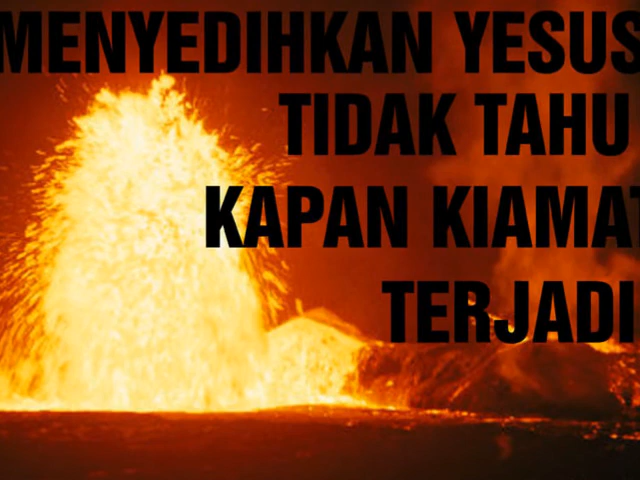 MENYEDIHKAN YESUS
TIDAK TAHU
KAPAN KIAMAT
TERJADI